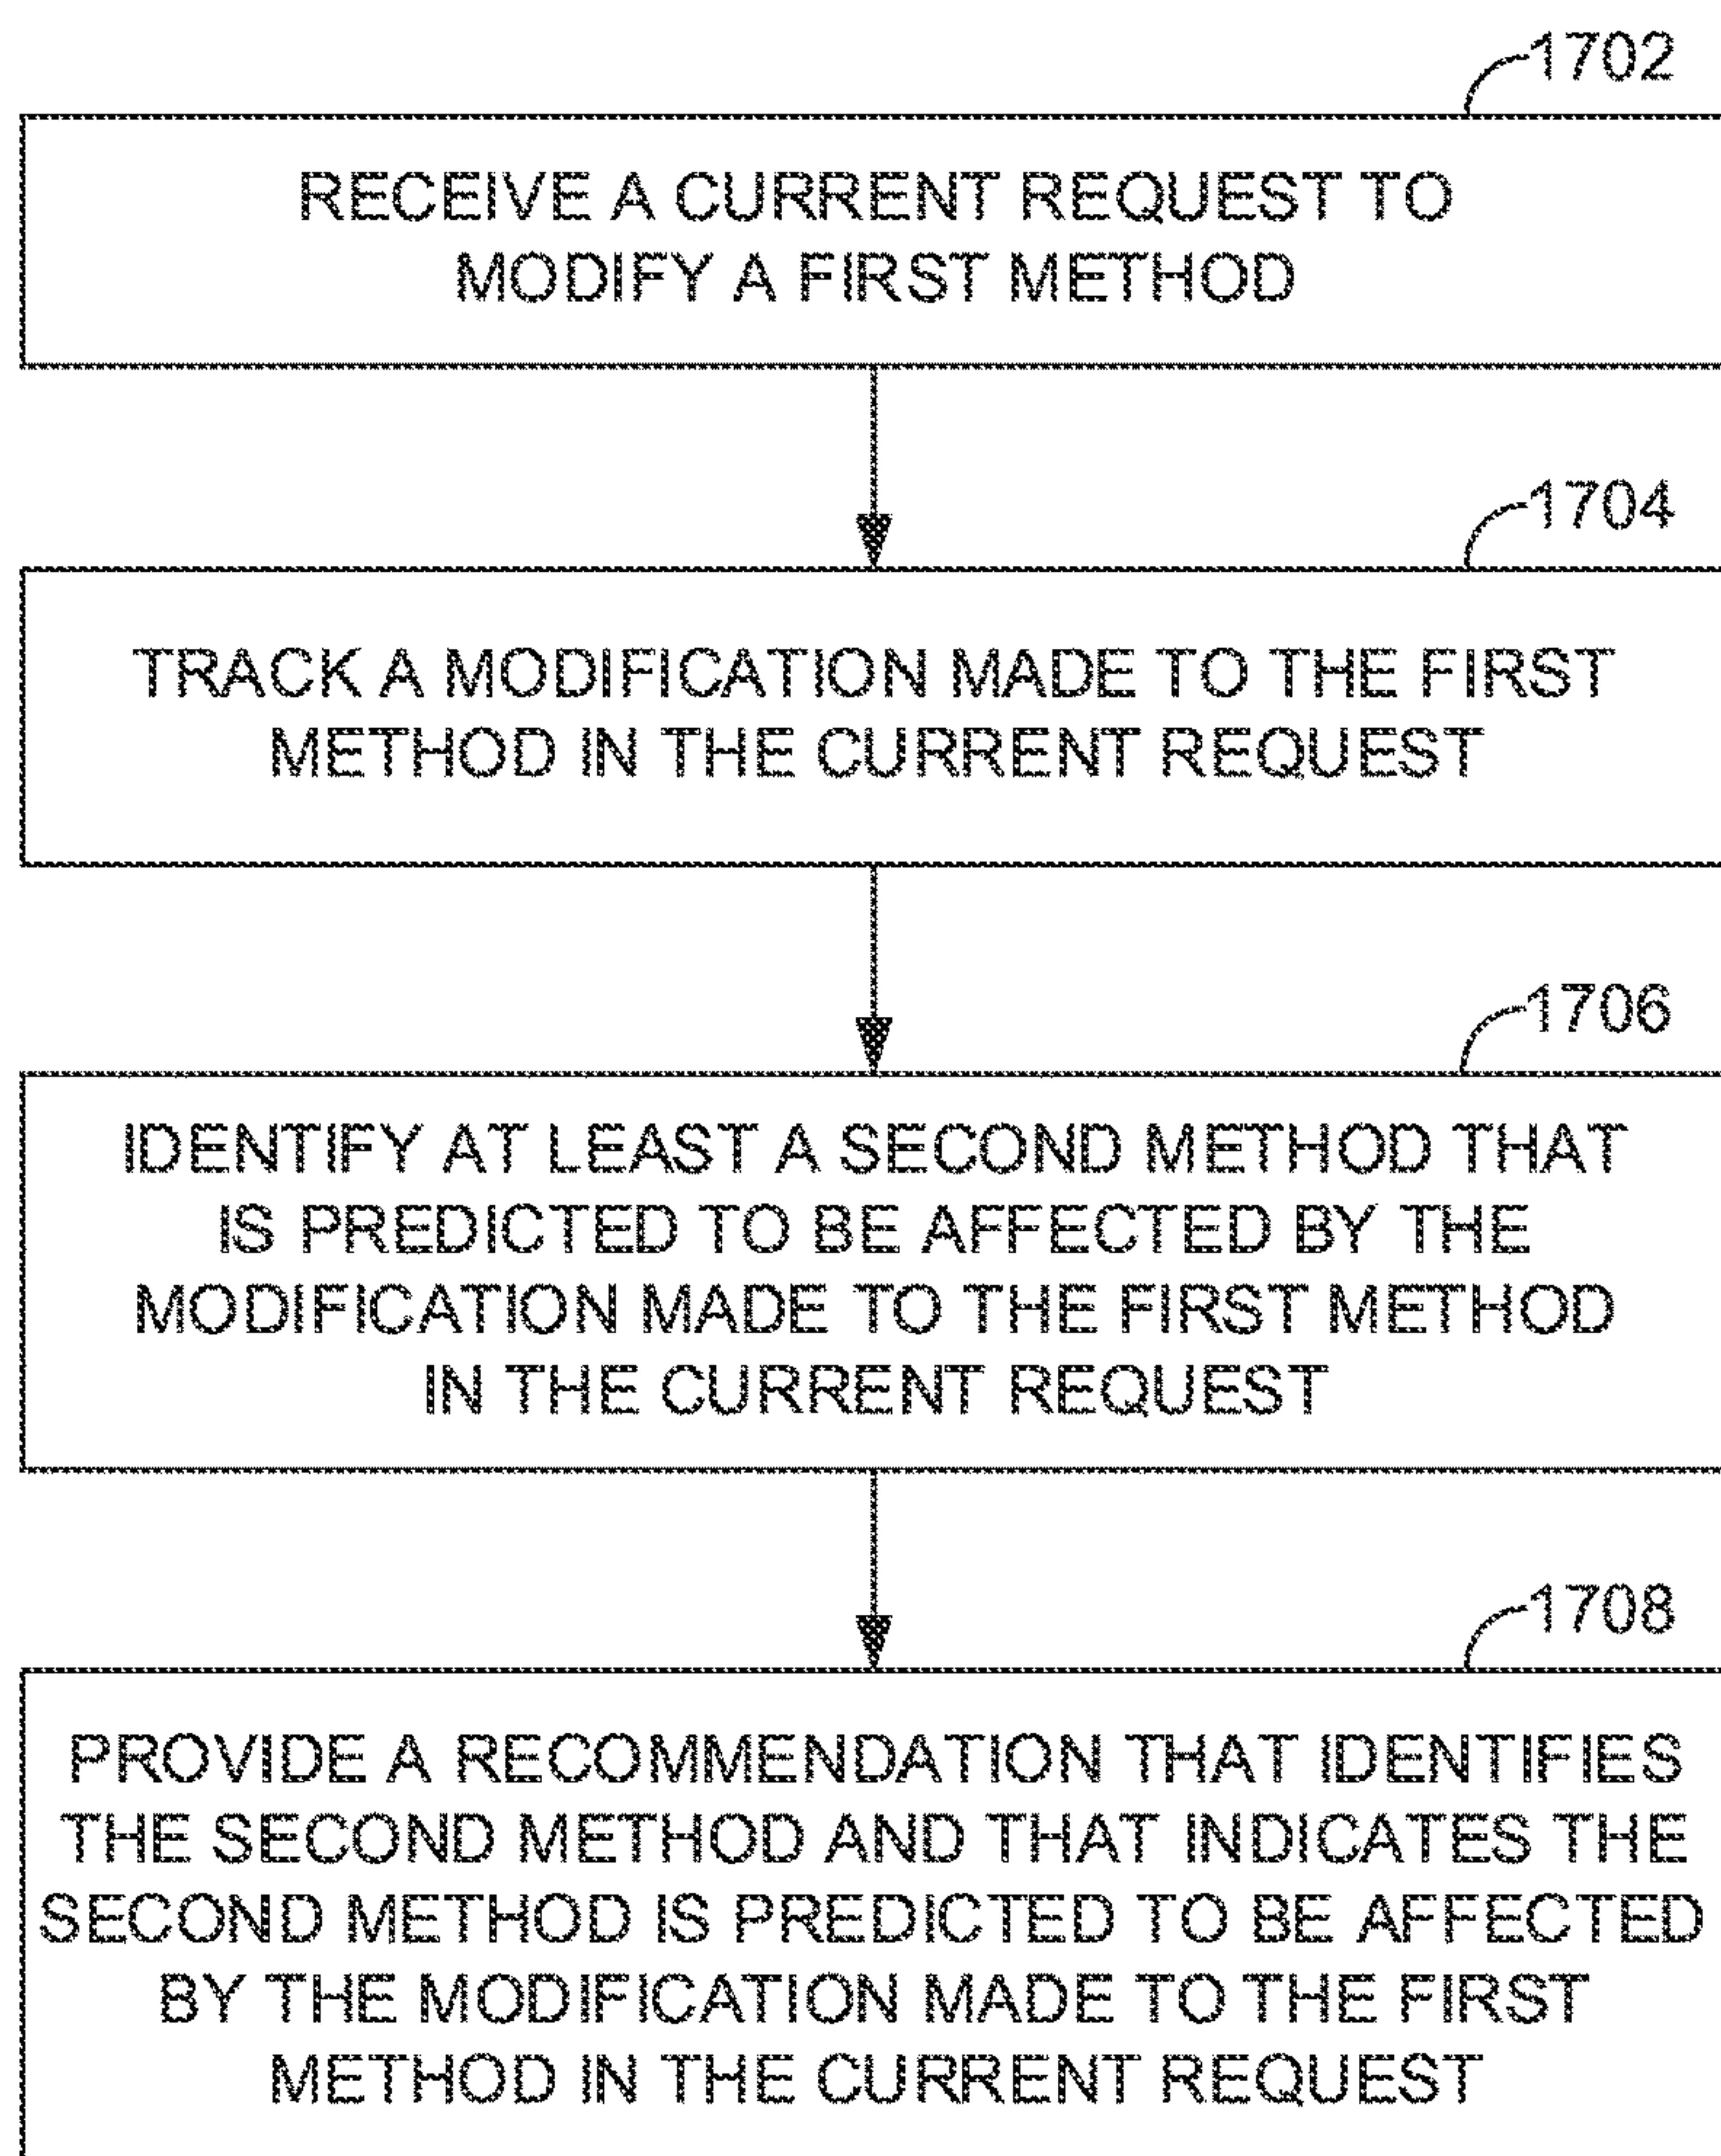 1702
RECEIVE A CURRENT REQUEST TO
MODIFY A FIRST METHOD
1704
TRACK A MODIFICATION MADE TO THE FIRST
METHOD IN THE CURRENT REQUEST
1706
IDENTIFY AT LEAST A SECOND METHOD THAT
IS PREDICTED TO BE AFFECTED BY THE
MODIFICATION MADE TO THE FIRST METHOD
IN THE CURRENT REQUEST
1708
PROVIDE A RECOMMENDATION THAT IDENTIFIES
THE SECOND METHOD AND THAT INDICATES THE
SECOND METHOD IS PREDICTED TO BE AFFECTED
BY THE MODIFICATION MADE TO THE FIRST
METHOD IN THE CURRENT REQUEST